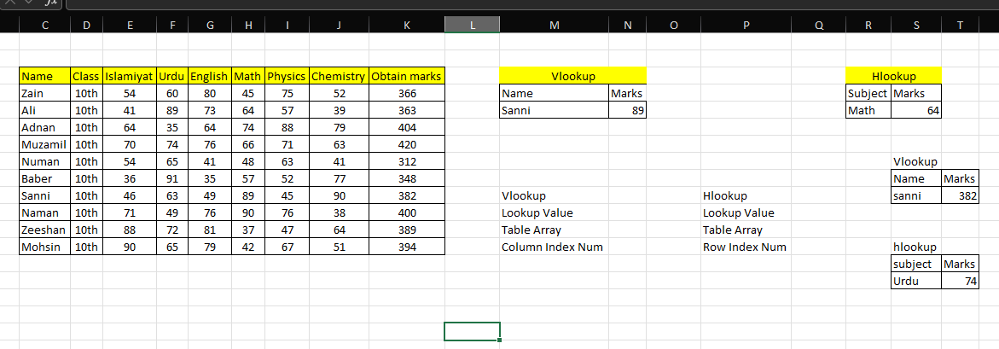 fx
C D E F G H I J K L M N O P Q R S T
Name Class Islamiyat Urdu English Math Physics Chemistry Obtain marks Vlookup Hlookup
Zain 10th 54 60 80 45 75 52 366 Name Marks Subject Marks
Ali 10th 41 89 73 64 57 39 363 Sanni 89 Math 64
Adnan 10th 64 35 64 74 88 79 404
Muzamil 10th 70 74 76 66 71 63 420
Numan 10th 54 65 41 48 63 41 312 Vlookup
Baber 10th 36 91 35 57 52 77 348 Name Marks
Sanni 10th 46 63 49 89 45 90 382 Vlookup Hlookup sanni 382
Naman 10th 71 49 76 90 76 38 400 Lookup Value Lookup Value
Zeeshan 10th 88 72 81 37 47 64 389 Table Array Table Array
Mohsin 10th 90 65 79 42 67 51 394 Column Index Num Row Index Num hlookup
subject Marks
Urdu 74